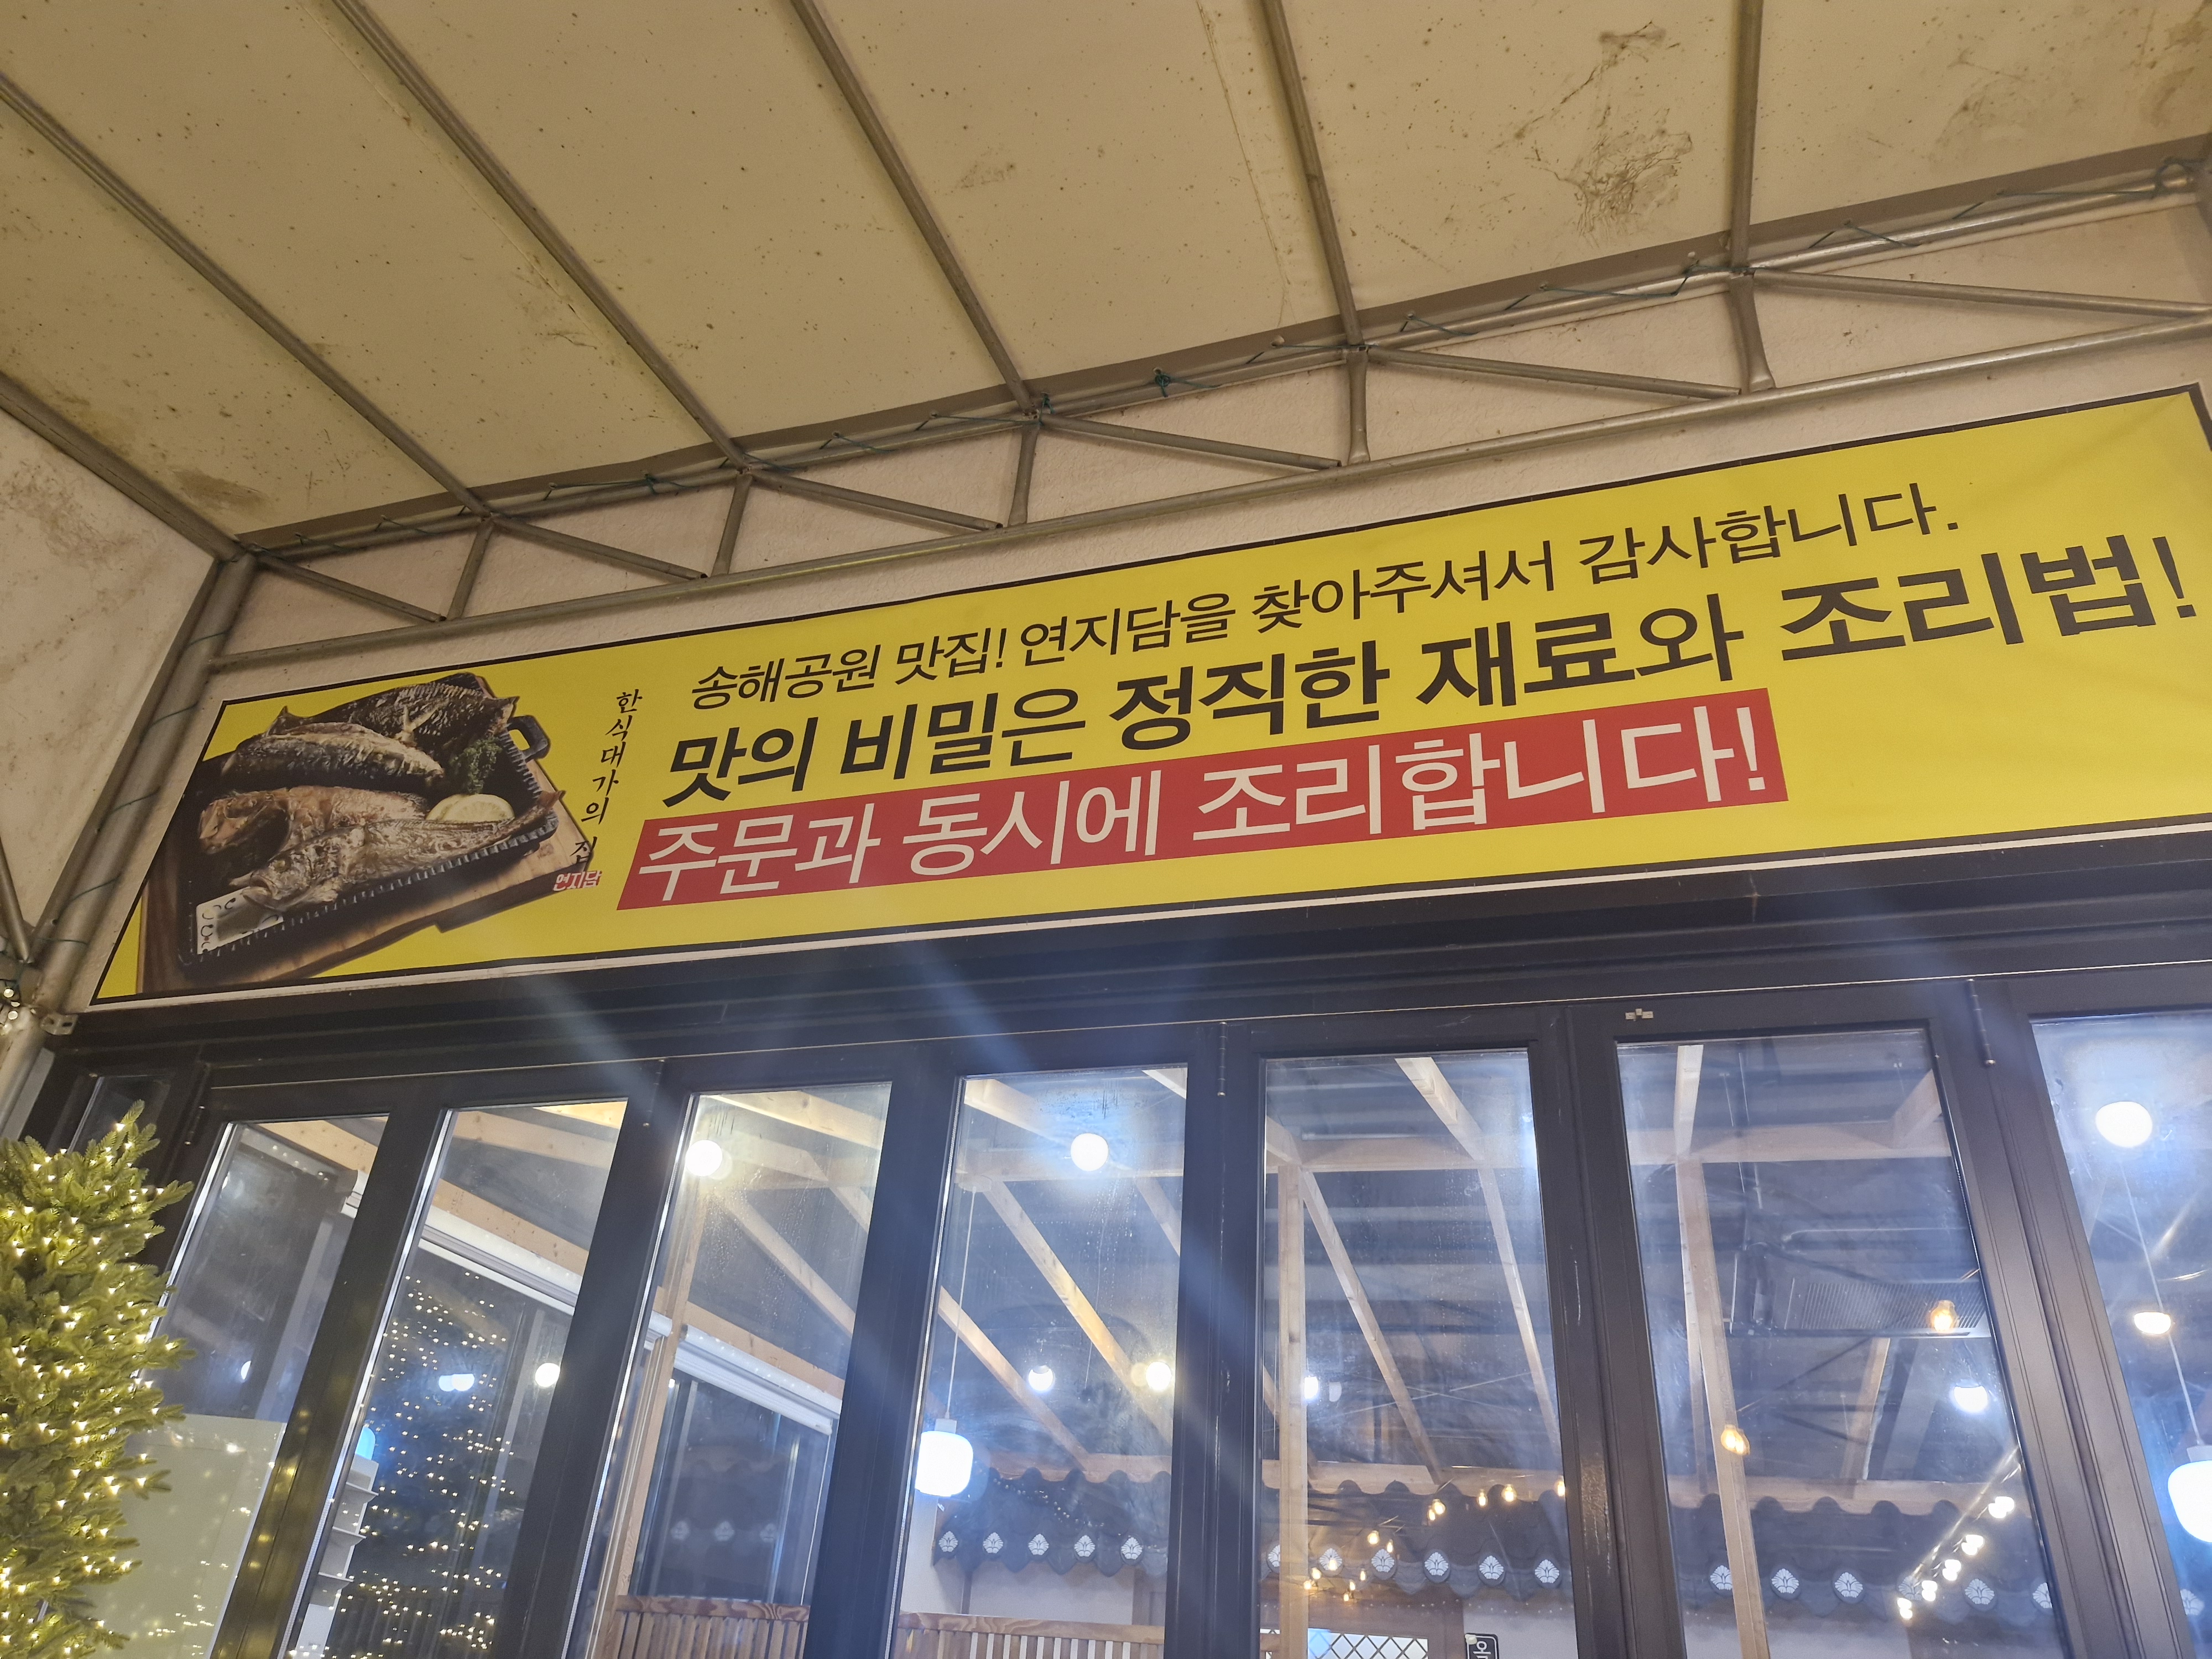 한식대가의 집
연지담
송해공원 맛집! 연지담을 찾아주셔서 감사합니다.
맛의 비밀은 정직한 재료와 조리법!
주문과 동시에 조리합니다!